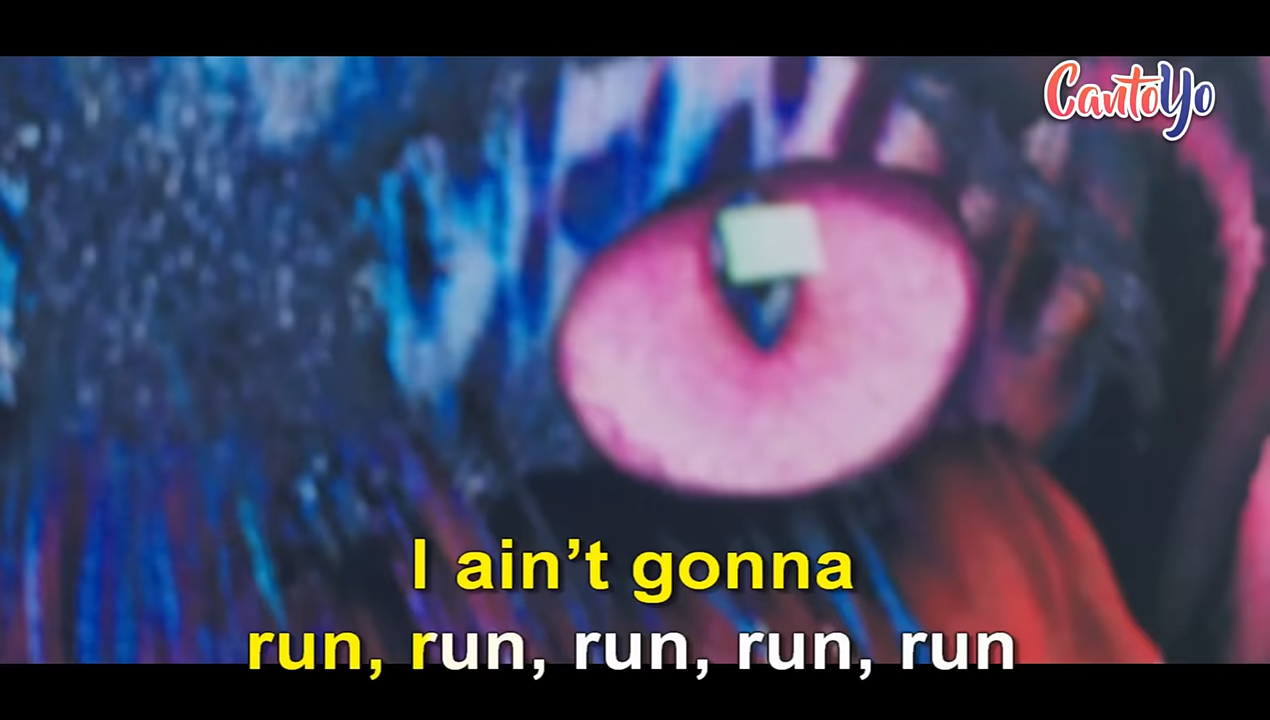 CantoYo
I ain’t gonna
run, run, run, run, run